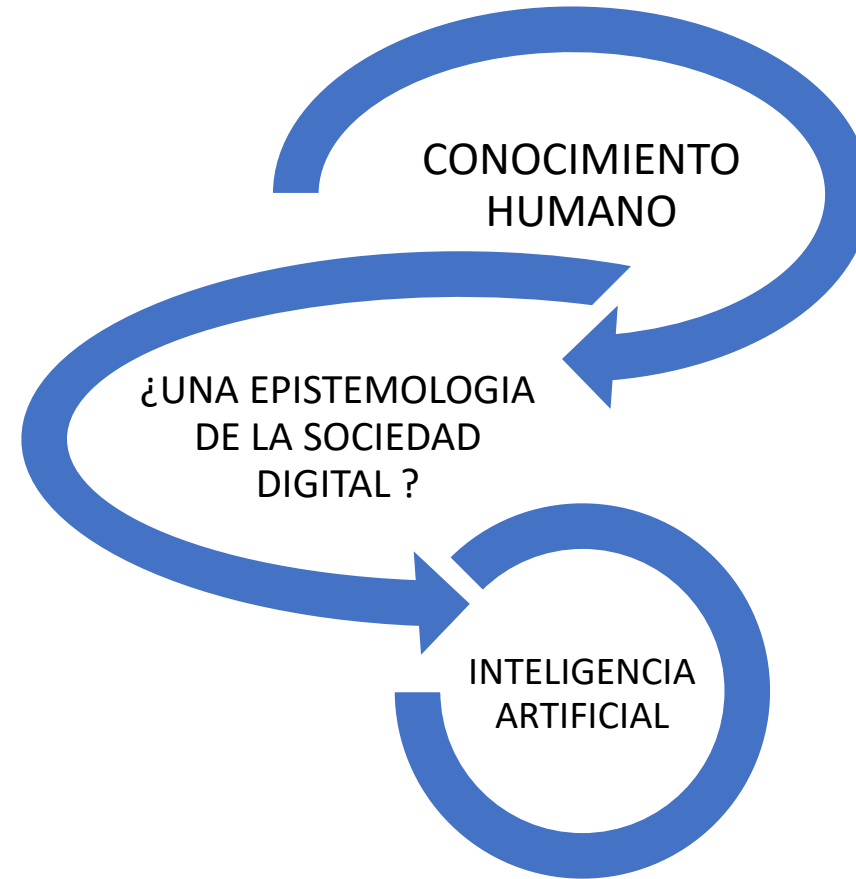 CONOCIMIENTO
HUMANO
¿UNA EPISTEMOLOGIA
DE LA SOCIEDAD
DIGITAL ?
INTELIGENCIA
ARTIFICIAL